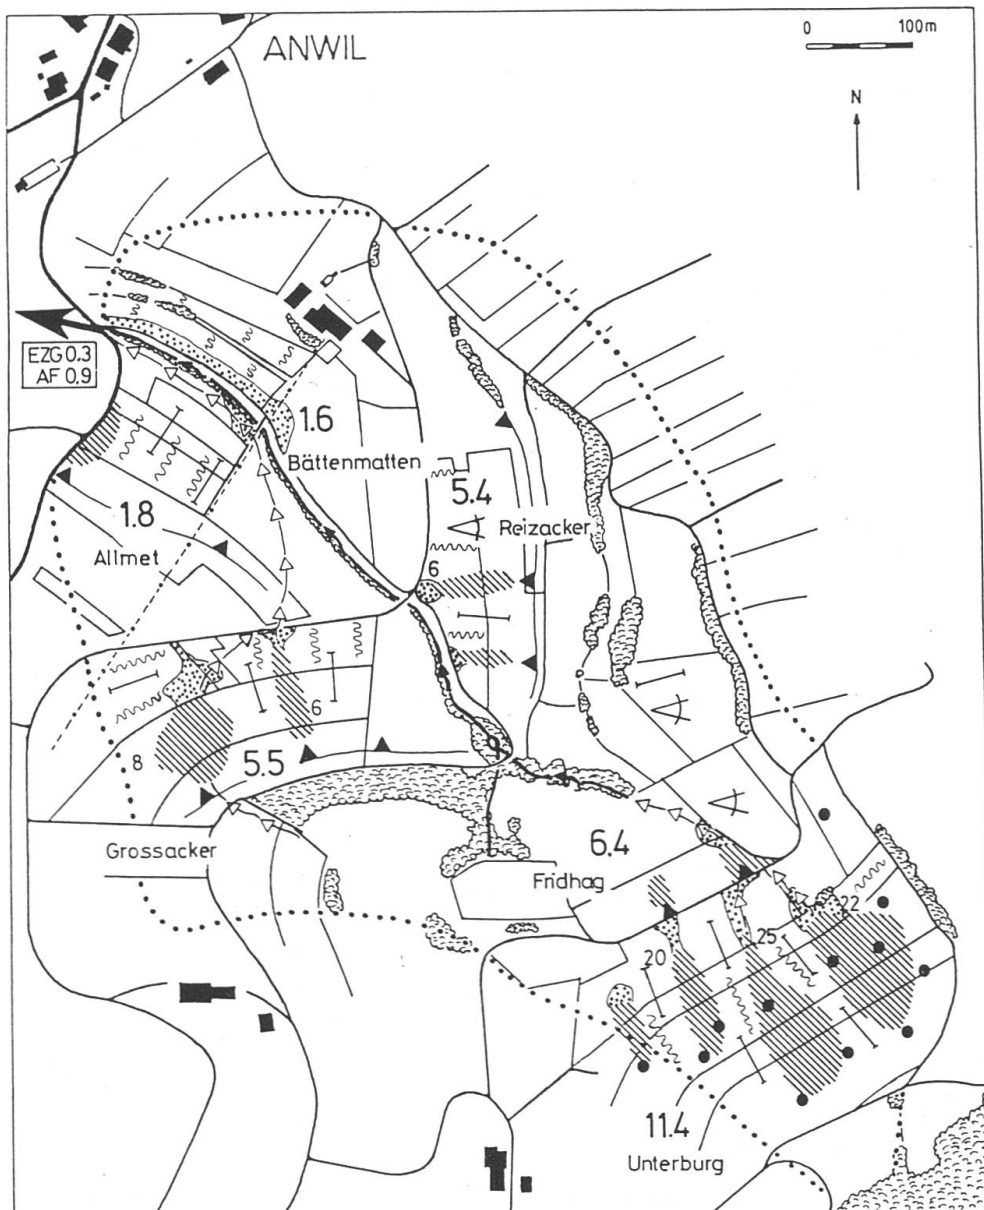 ANWIL
0 100m
N
EZG 0.3
AF 0.9
1.6
Bättenmatten
5.4
Reizacker
1.8
Allmet
6
6
8
5.5
Grossacker
6.4
Fridhag
22
25
20
11.4
Unterburg